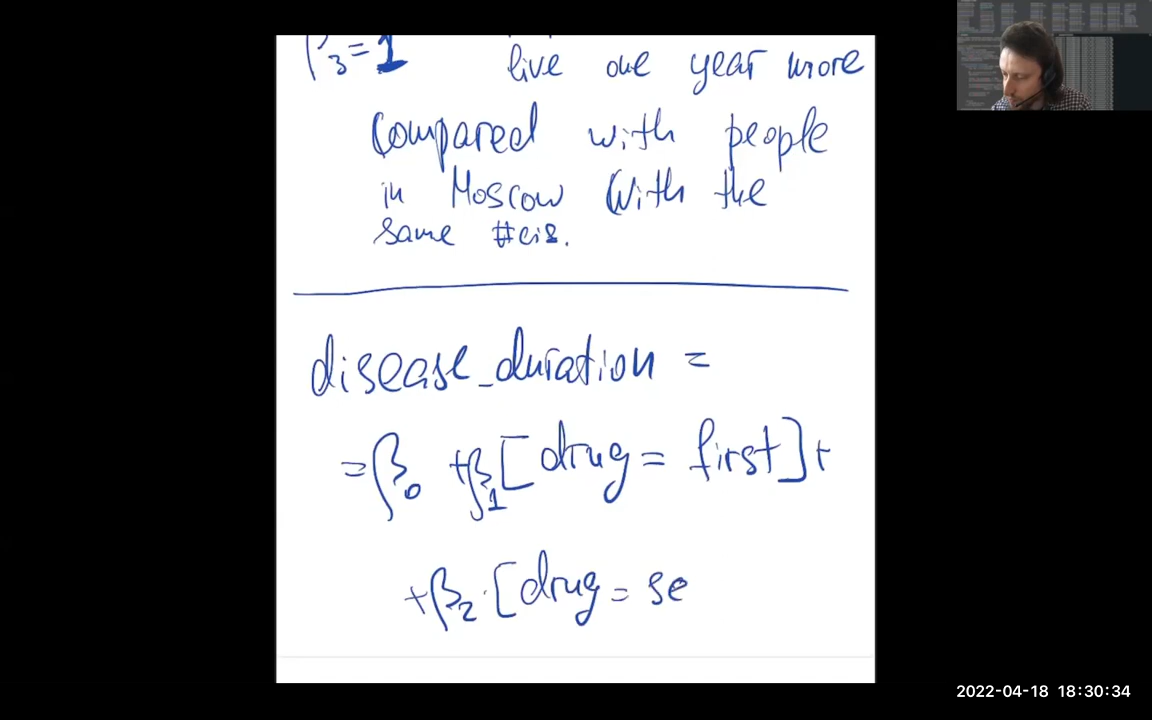 β₃=1 live one year more
compared with people
in Moscow with the
same #cig.
disease_duration =
=β₀ +β₁[drug = first]+
+β₂·[drug = se
2022-04-18 18:30:34